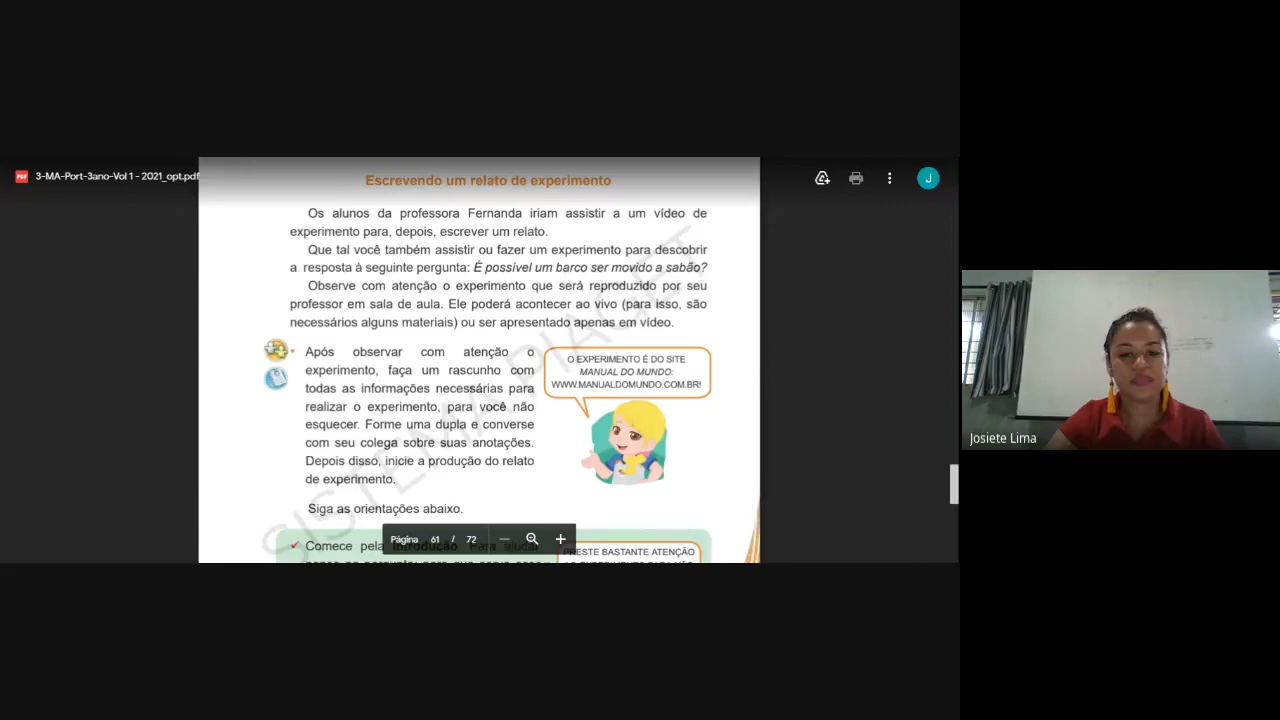 3-MA-Port-3ano-Vol 1 - 2021_opt.pdf
J
Escrevendo um relato de experimento
Os alunos da professora Fernanda iriam assistir a um vídeo de
experimento para, depois, escrever um relato.
Que tal você também assistir ou fazer um experimento para descobrir
a resposta à seguinte pergunta: É possível um barco ser movido a sabão?
Observe com atenção o experimento que será reproduzido por seu
professor em sala de aula. Ele poderá acontecer ao vivo (para isso, são
necessários alguns materiais) ou ser apresentado apenas em vídeo.
Após observar com atenção o
experimento, faça um rascunho com
todas as informações necessárias para
realizar o experimento, para você não
esquecer. Forme uma dupla e converse
com seu colega sobre suas anotações.
Depois disso, inicie a produção do relato
de experimento.
O EXPERIMENTO É DO SITE
MANUAL DO MUNDO:
WWW.MANUALDOMUNDO.COM.BR!
Siga as orientações abaixo.
Comece pela introdução. Para ajudar
PRESTE BASTANTE ATENÇÃO
Página 61 / 72
SISTEMA PIAGET
Josiete Lima